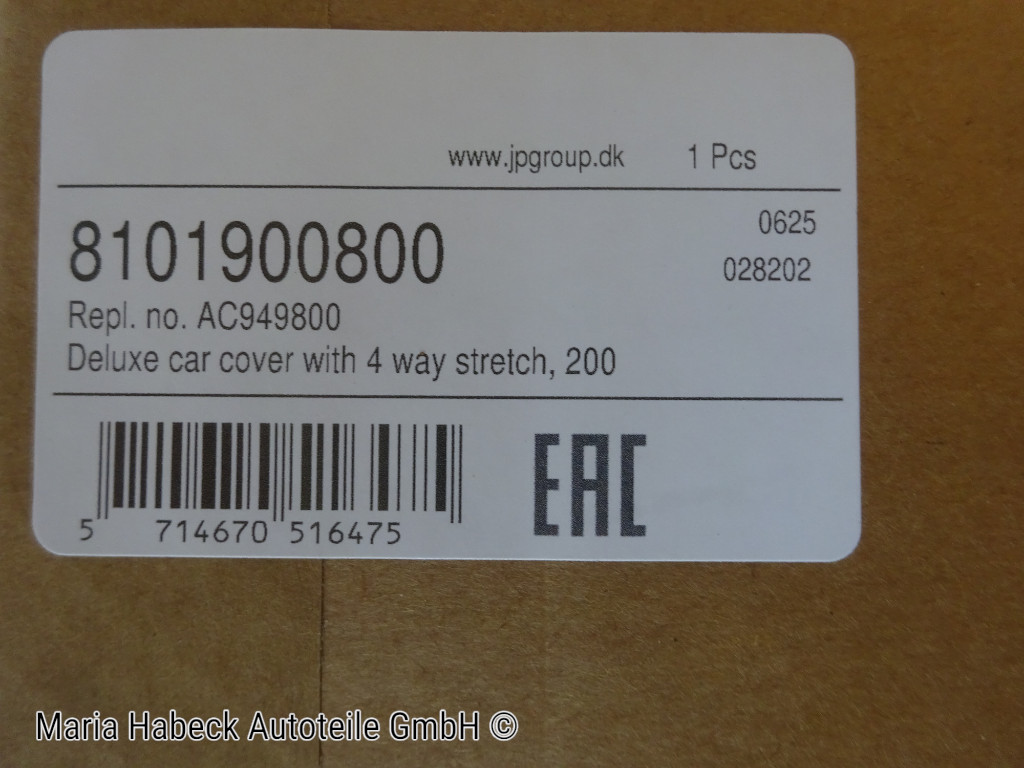 www.jpgroup.dk 1 Pcs
8101900800 0625
028202
Repl. no. AC949800
Deluxe car cover with 4 way stretch, 200
EAC
5 714670 516475
Maria Habeck Autoteile GmbH ©